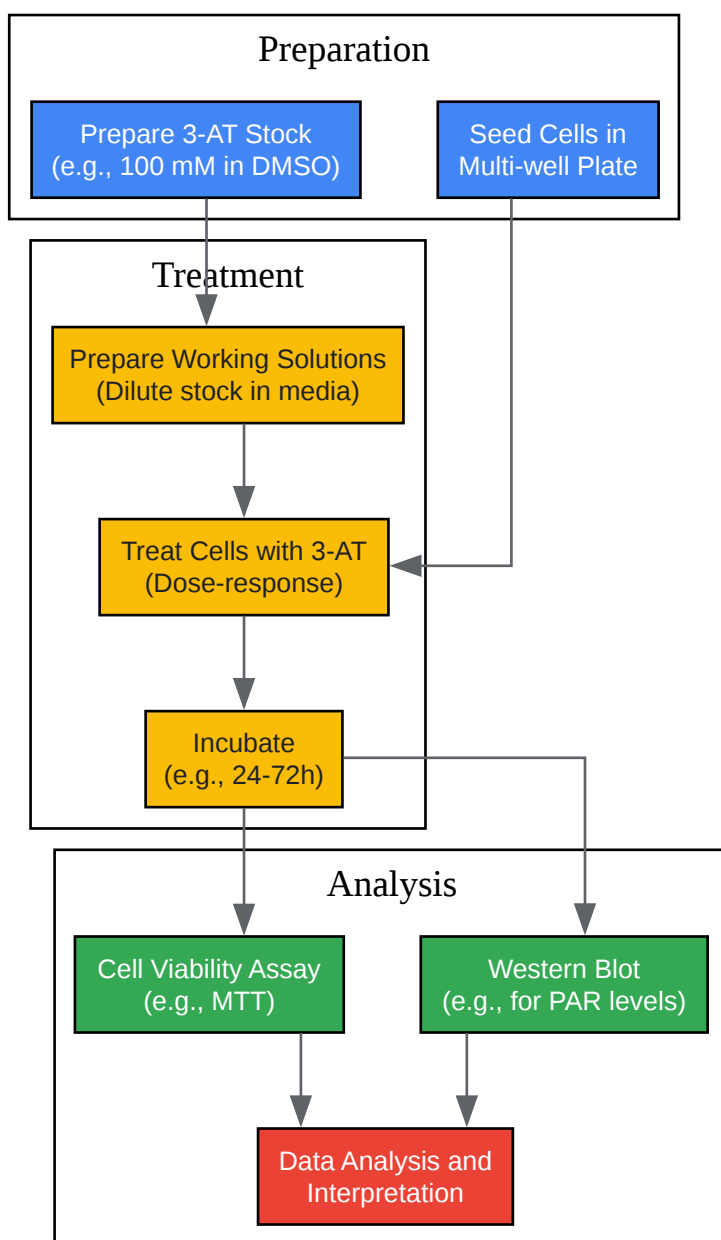 Preparation
Prepare 3-AT Stock
(e.g., 100 mM in DMSO)
Seed Cells in
Multi-well Plate
Treatment
Prepare Working Solutions
(Dilute stock in media)
Treat Cells with 3-AT
(Dose-response)
Incubate
(e.g., 24-72h)
Analysis
Cell Viability Assay
(e.g., MTT)
Western Blot
(e.g., for PAR levels)
Data Analysis and
Interpretation